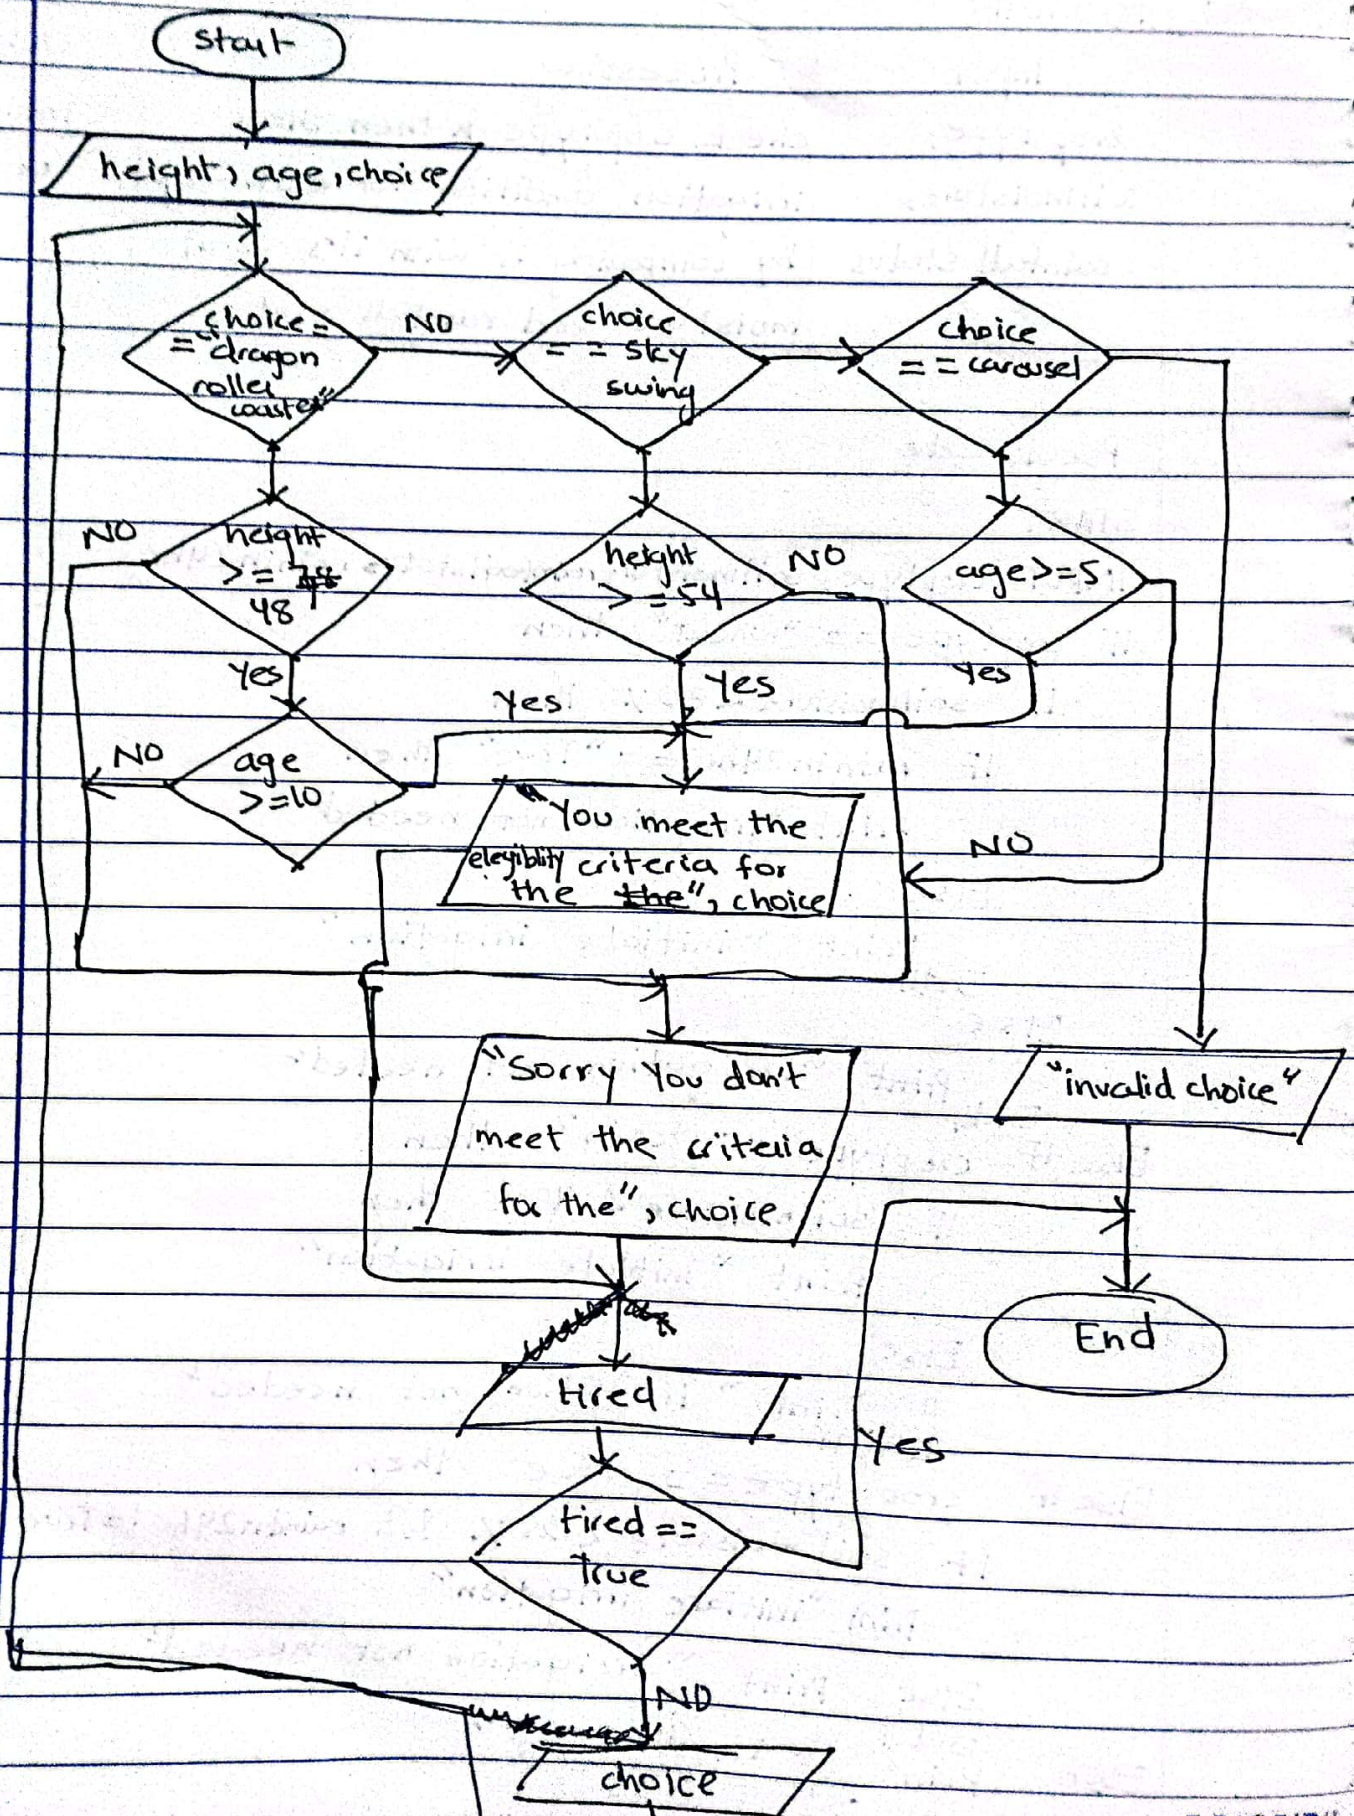 start
height, age, choice
choice =
= "dragon
roller
coaster"
NO
choice
= = sky
swing
choice
= = carousel
NO
height
> =
48
height
> = 54
NO
age >= 5
Yes
Yes
Yes
Yes
NO
age
>=10
"You meet the
elegiblity criteria for
the the", choice
NO
"Sorry You don't
meet the criteria
for the", choice
"invalid choice"
End
tired
Yes
tired ==
True
NO
choice